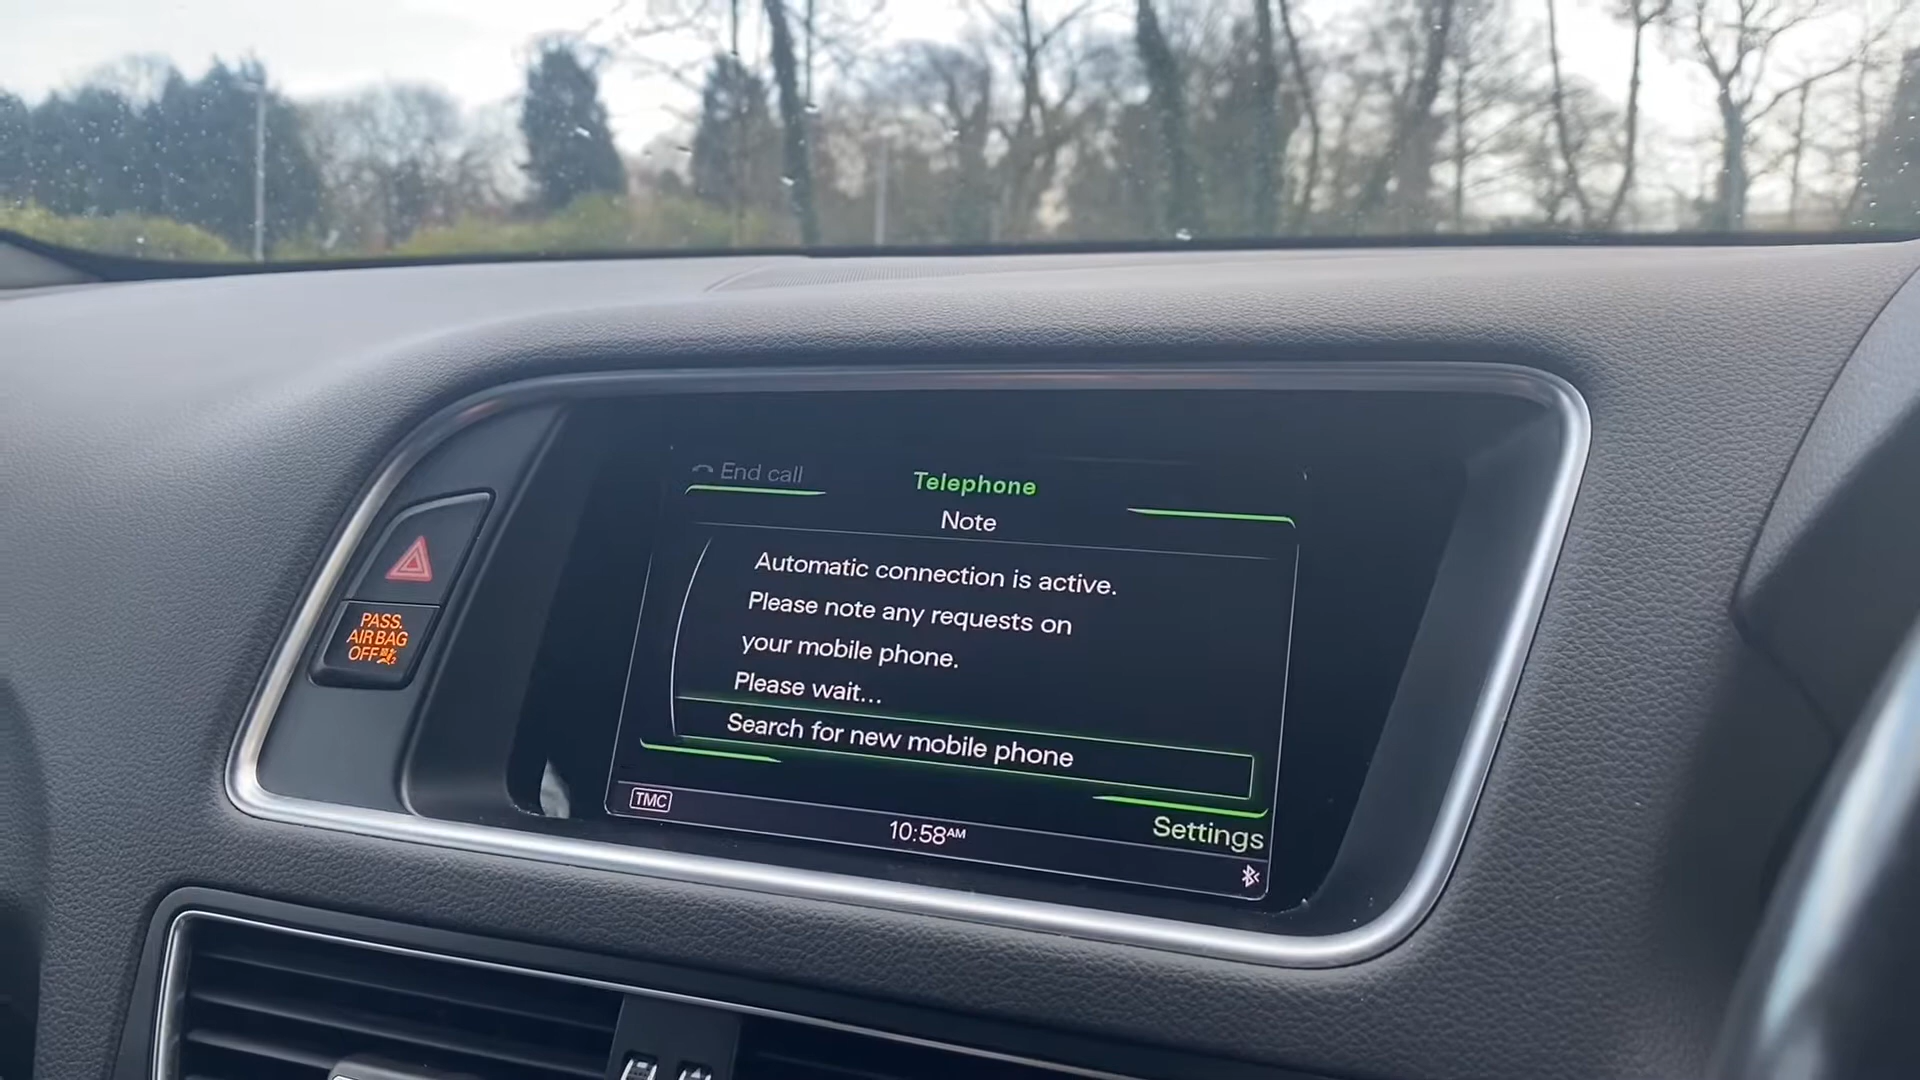 End call
Telephone
Note
Automatic connection is active.
Please note any requests on
your mobile phone.
Please wait...
Search for new mobile phone
TMC
10:58AM
Settings
PASS.
AIR BAG
OFF
2